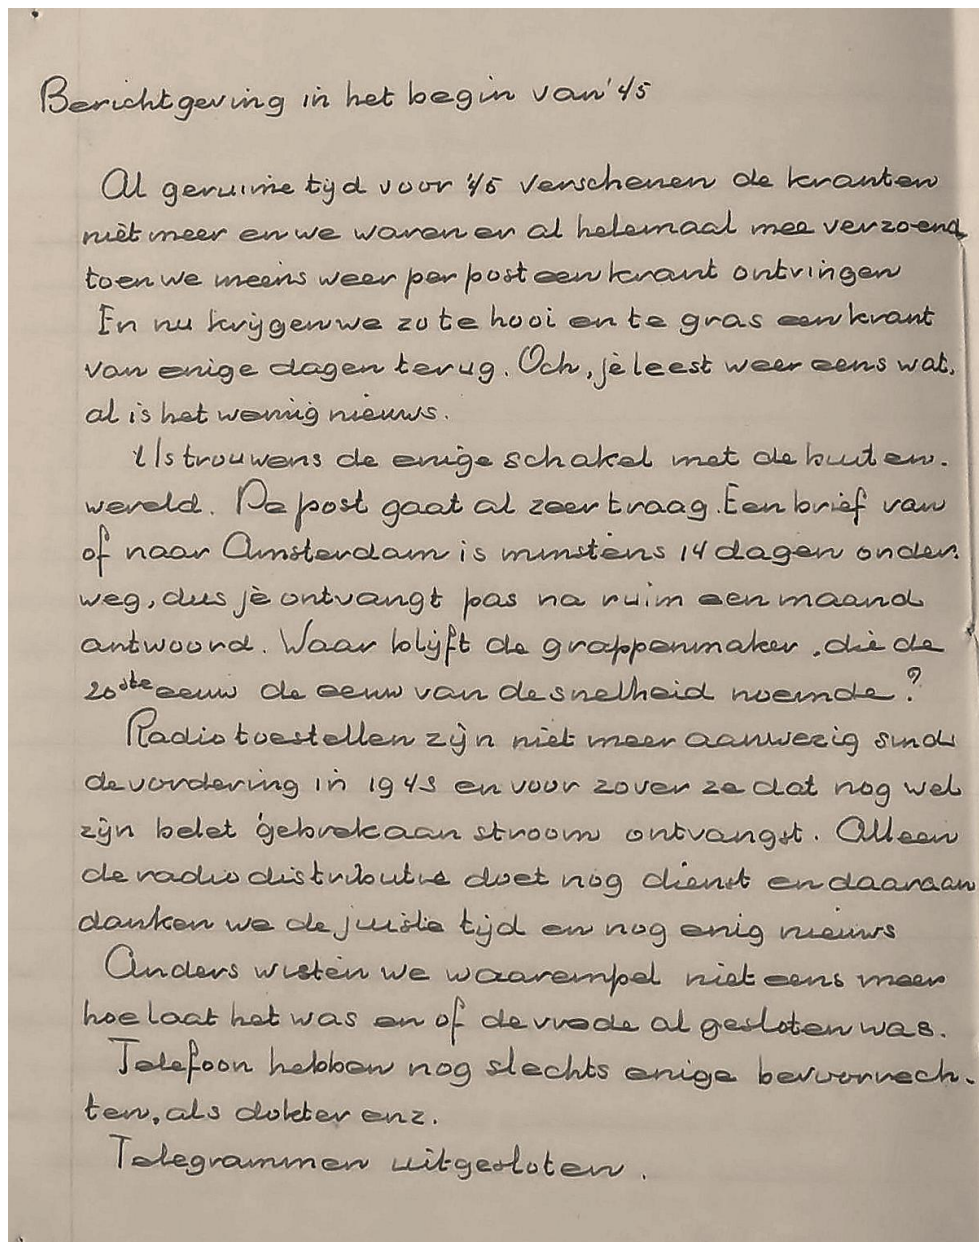 Berichtgeving in het begin van '45
Al geruime tijd voor '45 verschenen de kranten
niet meer en we waren er al helemaal mee verzoend
toen we ineens weer per post een krant ontvingen
En nu krijgen we zo te hooi en te gras een krant
van enige dagen terug. Och, je leest weer eens wat,
al is het weinig nieuws.
't Is trouwens de enige schakel met de buiten-
wereld. De post gaat al zeer traag. Een brief van
of naar Amsterdam is minstens 14 dagen onder-
weg, dus je ontvangt pas na ruim een maand
antwoord. Waar blijft de grappenmaker, die de
20ste eeuw de eeuw van de snelheid noemde?
Radio toestellen zijn niet meer aanwezig sinds
de vordering in 1943 en voor zover ze dat nog wel
zijn belet gebrek aan stroom ontvangst. Alleen
de radio distributie doet nog dienst en daaraan
danken we de juiste tijd en nog enig nieuws
Anders wisten we waarempel niet eens meer
hoe laat het was en of de vrede al gesloten was.
Telefoon hebben nog slechts enige bevoorrech-
ten, als dokter enz.
Telegrammen uitgesloten.